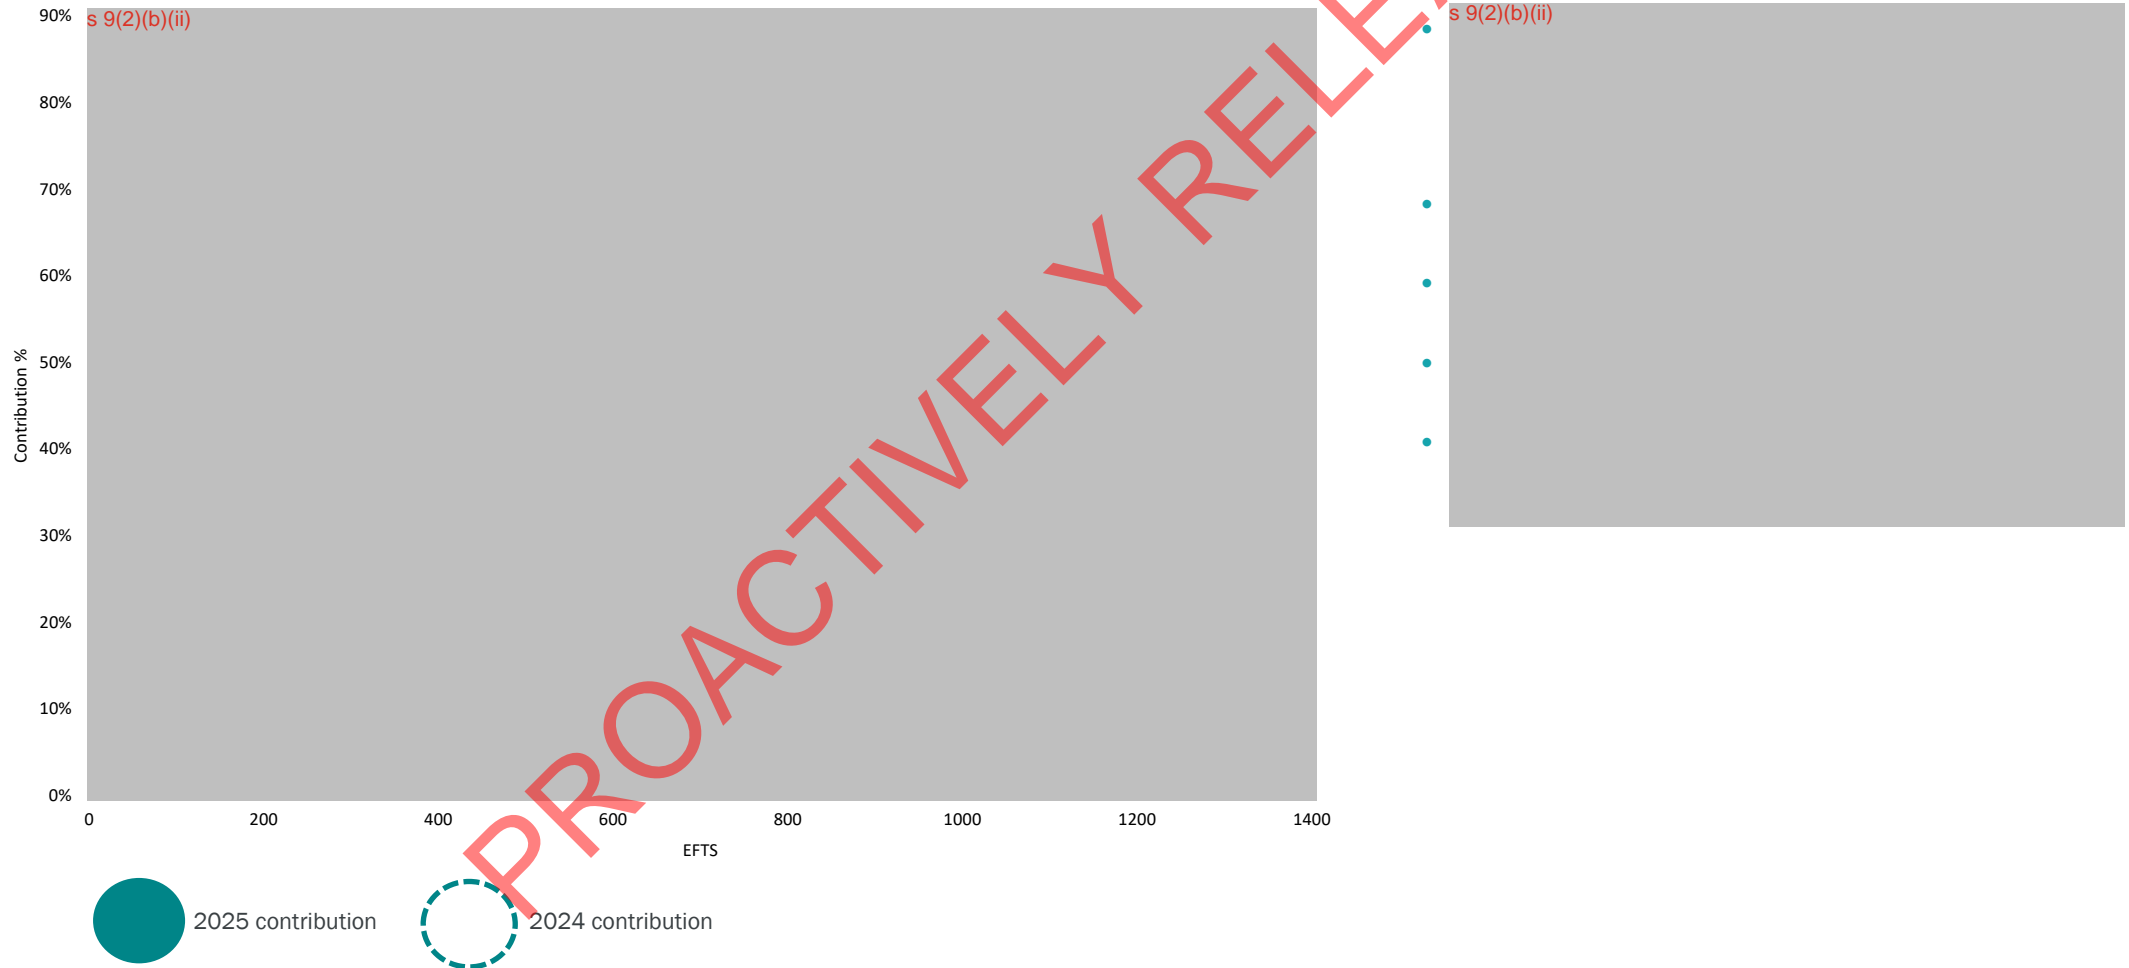 s 9(2)(b)(ii)
90%
80%
70%
60%
50%
40%
30%
20%
10%
0%
Contribution %
0 200 400 600 800 1000 1200 1400
EFTS
2025 contribution
2024 contribution
s 9(2)(b)(ii)
PROACTIVELY RELE